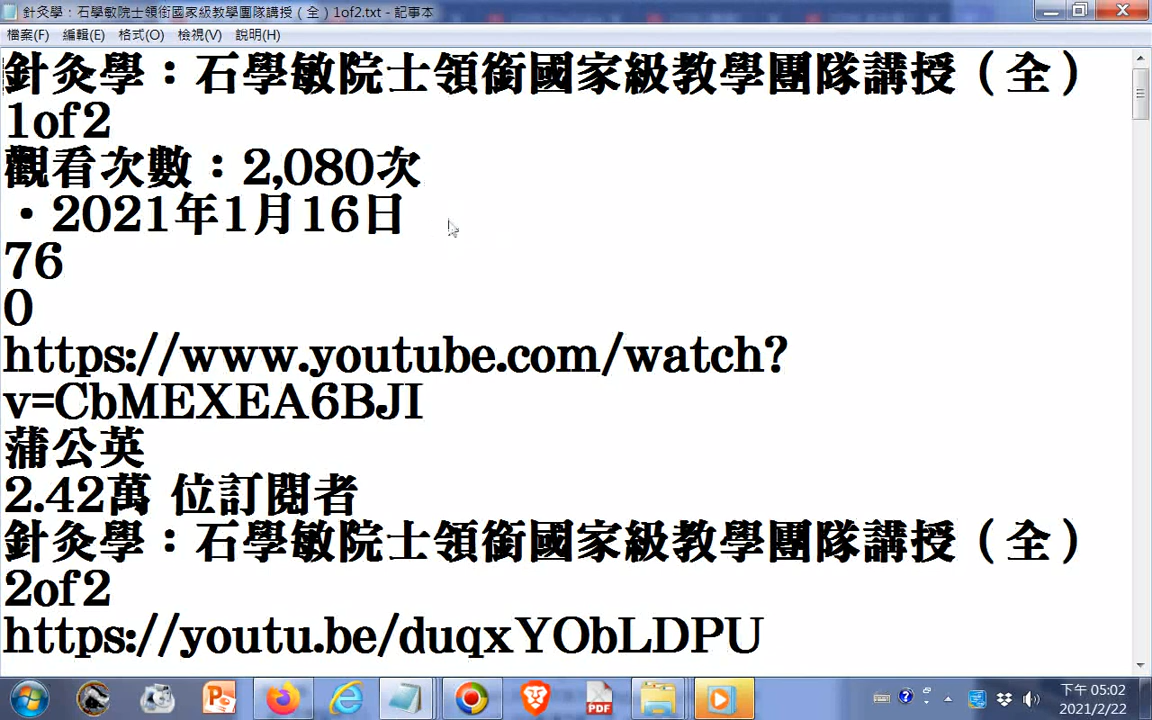 針灸學：石學敏院士領銜國家級教學團隊講授（全）1of2.txt - 記事本
檔案(F) 編輯(E) 格式(O) 檢視(V) 說明(H)
針灸學：石學敏院士領銜國家級教學團隊講授（全）
1of2
觀看次數：2,080次
•2021年1月16日
76
0
https://www.youtube.com/watch?
v=CbMEXEA6BJI
蒲公英
2.42萬 位訂閱者
針灸學：石學敏院士領銜國家級教學團隊講授（全）
2of2
https://youtu.be/duqxYObLDPU
PDF
下午 05:02
2021/2/22